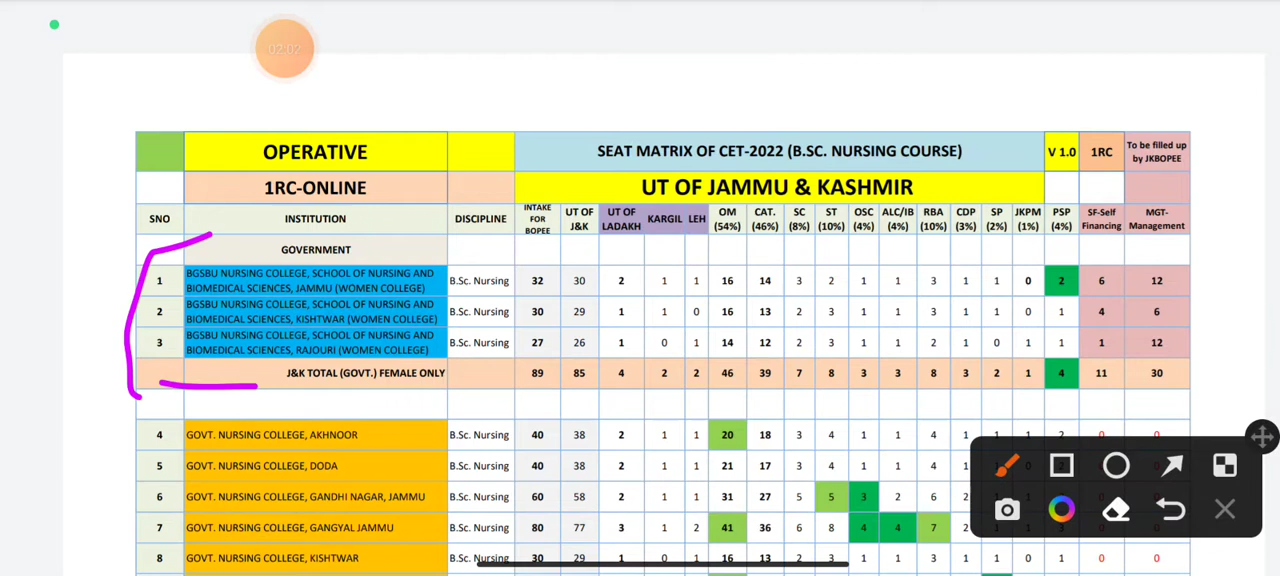 02:02
OPERATIVE SEAT MATRIX OF CET-2022 (B.SC. NURSING COURSE) V 1.0 1RC To be filled up by JKBOPEE
1RC-ONLINE UT OF JAMMU & KASHMIR
SNO INSTITUTION DISCIPLINE INTAKE FOR BOPEE UT OF J&K UT OF LADAKH KARGIL LEH OM (54%) CAT. (46%) SC (8%) ST (10%) OSC (4%) ALC/IB (4%) RBA (10%) CDP (3%) SP (2%) JKPM (1%) PSP (4%) SF-Self Financing MGT-Management
GOVERNMENT
1 BGSBU NURSING COLLEGE, SCHOOL OF NURSING AND BIOMEDICAL SCIENCES, JAMMU (WOMEN COLLEGE) B.Sc. Nursing 32 30 2 1 1 16 14 3 2 1 1 3 1 1 0 2 6 12
2 BGSBU NURSING COLLEGE, SCHOOL OF NURSING AND BIOMEDICAL SCIENCES, KISHTWAR (WOMEN COLLEGE) B.Sc. Nursing 30 29 1 1 0 16 13 2 3 1 1 3 1 1 0 1 4 6
3 BGSBU NURSING COLLEGE, SCHOOL OF NURSING AND BIOMEDICAL SCIENCES, RAJOURI (WOMEN COLLEGE) B.Sc. Nursing 27 26 1 0 1 14 12 2 3 1 1 2 1 0 1 1 1 12
J&K TOTAL (GOVT.) FEMALE ONLY 89 85 4 2 2 46 39 7 8 3 3 8 3 2 1 4 11 30
4 GOVT. NURSING COLLEGE, AKHNOOR B.Sc. Nursing 40 38 2 1 1 20 18 3 4 1 1 4 1 1 1 2 0 0
5 GOVT. NURSING COLLEGE, DODA B.Sc. Nursing 40 38 2 1 1 21 17 3 4 1 1 4 1
6 GOVT. NURSING COLLEGE, GANDHI NAGAR, JAMMU B.Sc. Nursing 60 58 2 1 1 31 27 5 5 3 2 6 2
7 GOVT. NURSING COLLEGE, GANGYAL JAMMU B.Sc. Nursing 80 77 3 1 2 41 36 6 8 4 4 7 2
8 GOVT. NURSING COLLEGE, KISHTWAR B.Sc. Nursing 30 29 1 0 1 16 13 2 3 1 1 3 1 1 0 1 0 0